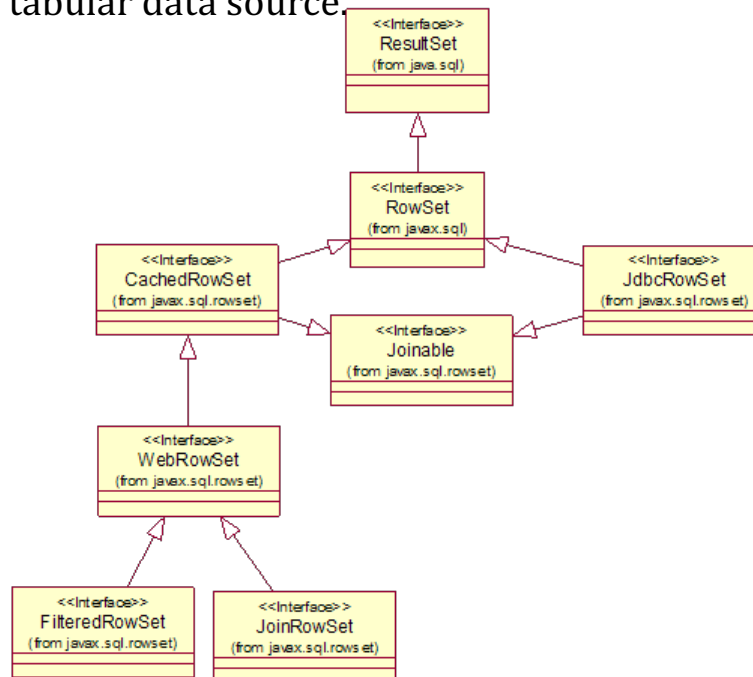 tabular data source.
<<Interface>>
ResultSet
(from java.sql)
<<Interface>>
RowSet
(from javax.sql)
<<Interface>>
CachedRowSet
(from javax.sql.rowset)
<<Interface>>
JdbcRowSet
(from javax.sql.rowset)
<<Interface>>
Joinable
(from javax.sql.rowset)
<<Interface>>
WebRowSet
(from javax.sql.rowset)
<<Interface>>
FilteredRowSet
(from javax.sql.rowset)
<<Interface>>
JoinRowSet
(from javax.sql.rowset)